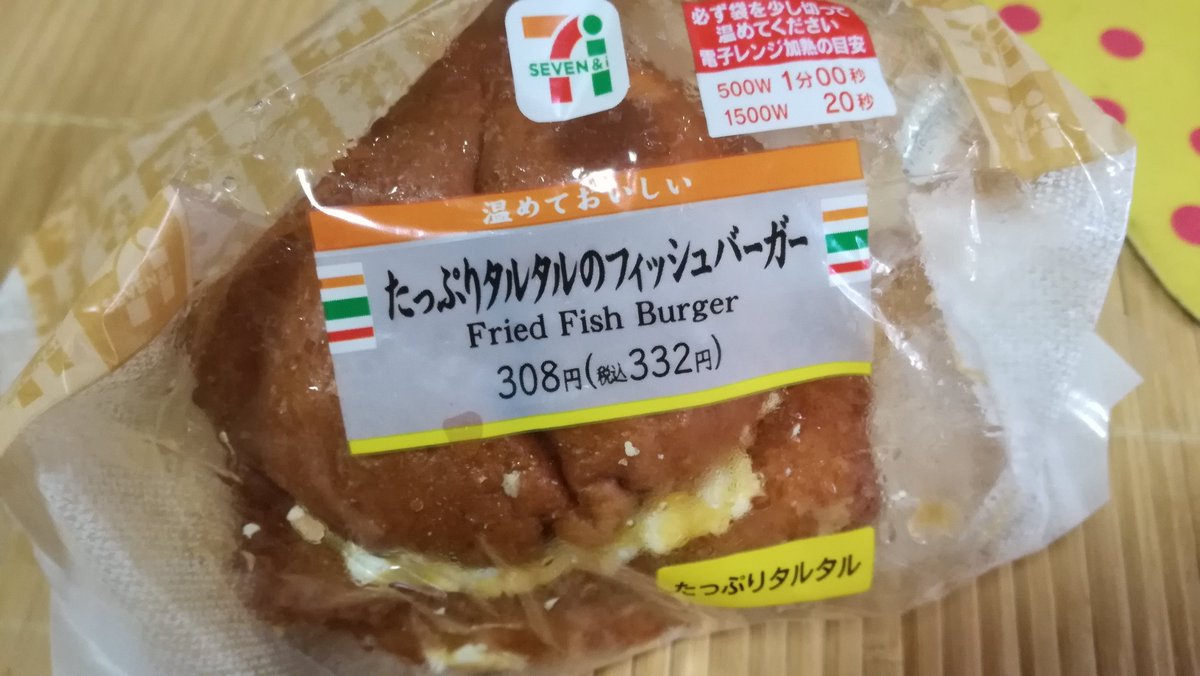 SEVEN&i
必ず袋を少し切って
温めてください
電子レンジ加熱の目安
500W 1分00秒
1500W 20秒
温めておいしい
たっぷりタルタルのフィッシュバーガー
Fried Fish Burger
308円(税込332円)
たっぷりタルタル